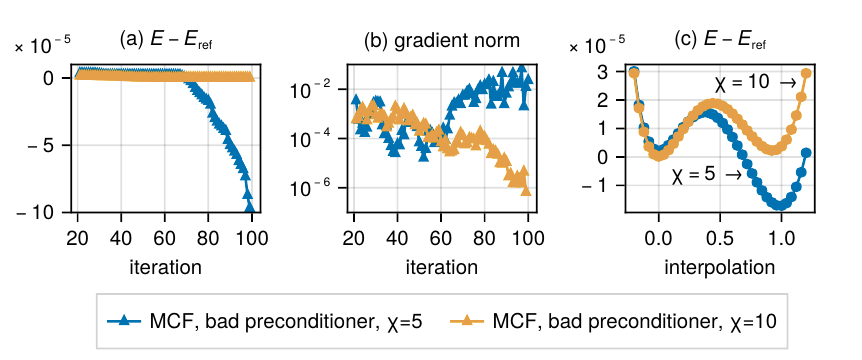 (a) E − E_ref
× 10⁻⁵
0
− 5
− 10
20 40 60 80 100
iteration
(b) gradient norm
10⁻²
10⁻⁴
10⁻⁶
20 40 60 80 100
iteration
(c) E − E_ref
× 10⁻⁵
3
2
1
0
− 1
χ = 10 →
χ = 5 →
0.0 0.5 1.0
interpolation
MCF, bad preconditioner, χ=5
MCF, bad preconditioner, χ=10